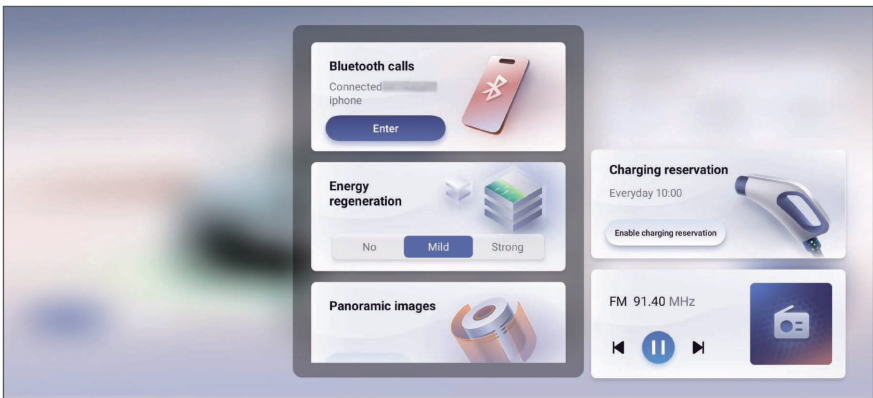 Bluetooth calls
Connected
iphone
Enter
Energy
regeneration
No Mild Strong
Panoramic images
Charging reservation
Everyday 10:00
Enable charging reservation
FM 91.40 MHz